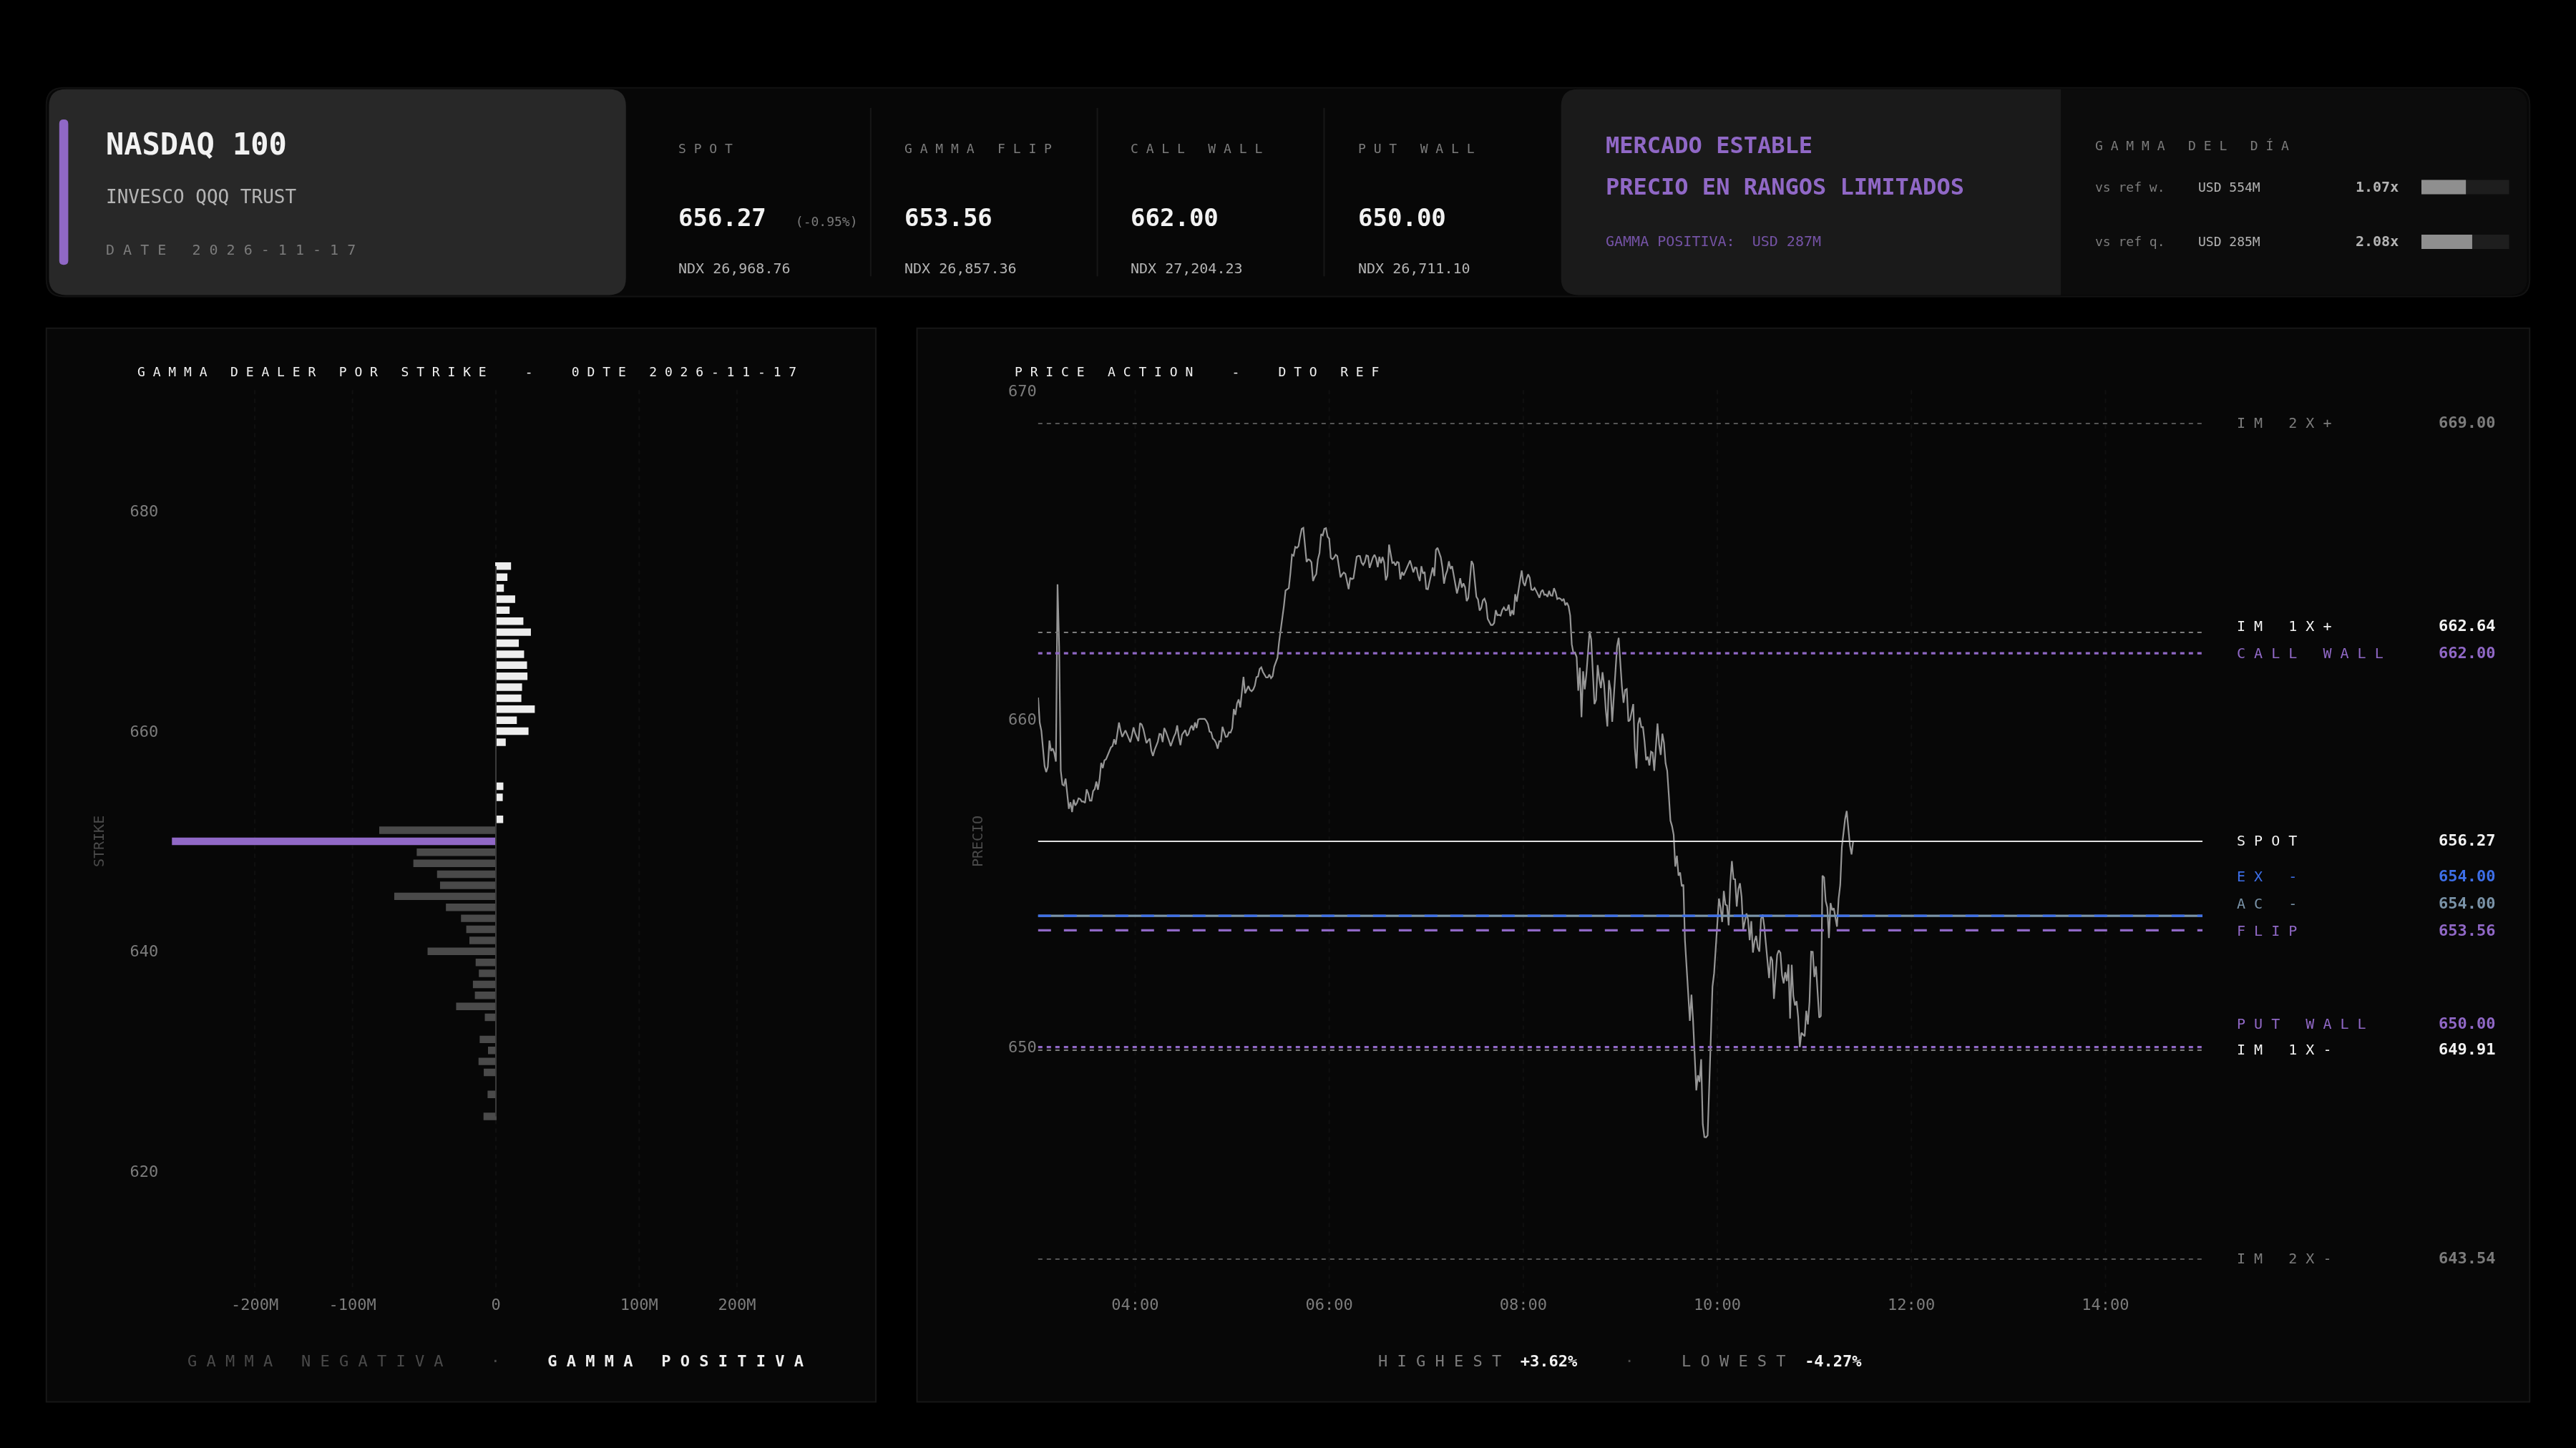 NASDAQ 100
INVESCO QQQ TRUST
DATE 2026-11-17
SPOT
656.27 (-0.95%)
NDX 26,968.76
GAMMA FLIP
653.56
NDX 26,857.36
CALL WALL
662.00
NDX 27,204.23
PUT WALL
650.00
NDX 26,711.10
MERCADO ESTABLE
PRECIO EN RANGOS LIMITADOS
GAMMA POSITIVA: USD 287M
GAMMA DEL DÍA
vs ref w. USD 554M 1.07x
vs ref q. USD 285M 2.08x
GAMMA DEALER POR STRIKE - 0DTE 2026-11-17
STRIKE
680
660
640
620
-200M -100M 0 100M 200M
GAMMA NEGATIVA · GAMMA POSITIVA
PRICE ACTION - DTO REF
PRECIO
670
660
650
IM 2X+ 669.00
IM 1X+ 662.64
CALL WALL 662.00
SPOT 656.27
EX - 654.00
AC - 654.00
FLIP 653.56
PUT WALL 650.00
IM 1X- 649.91
IM 2X- 643.54
04:00 06:00 08:00 10:00 12:00 14:00
HIGHEST +3.62% · LOWEST -4.27%